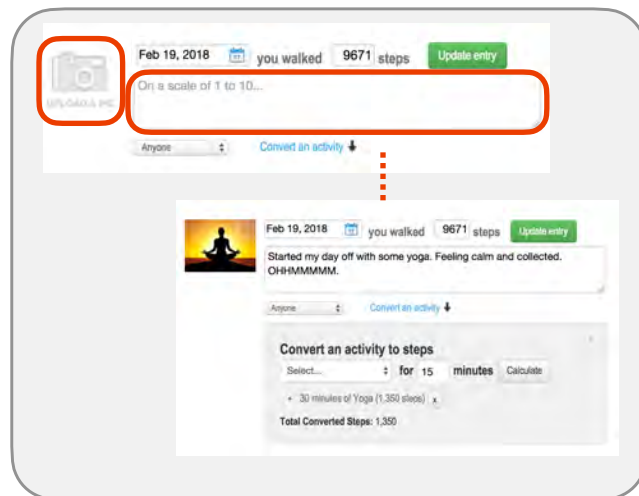 Feb 19, 2018 you walked 9671 steps Update entry
On a scale of 1 to 10...
UPLOAD A PIC
Anyone Convert an activity
Feb 19, 2018 you walked 9671 steps Update entry
Started my day off with some yoga. Feeling calm and collected.
OHHMMMMM.
Anyone Convert an activity
x
Convert an activity to steps
Select... for 15 minutes Calculate
+ 30 minutes of Yoga (1,350 steps) x
Total Converted Steps: 1,350